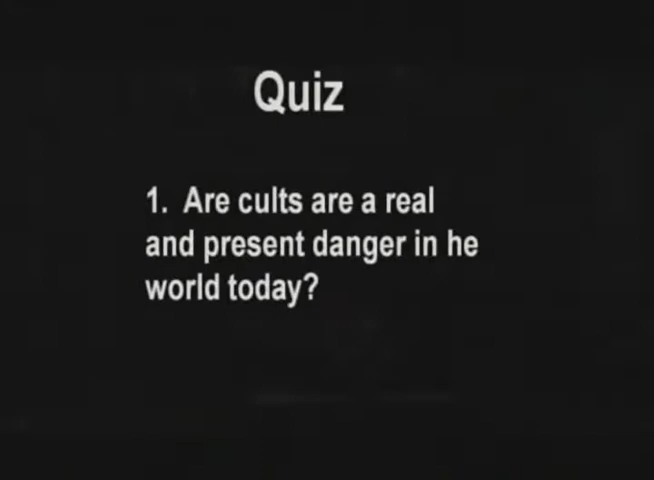 Quiz
1. Are cults are a real
and present danger in he
world today?